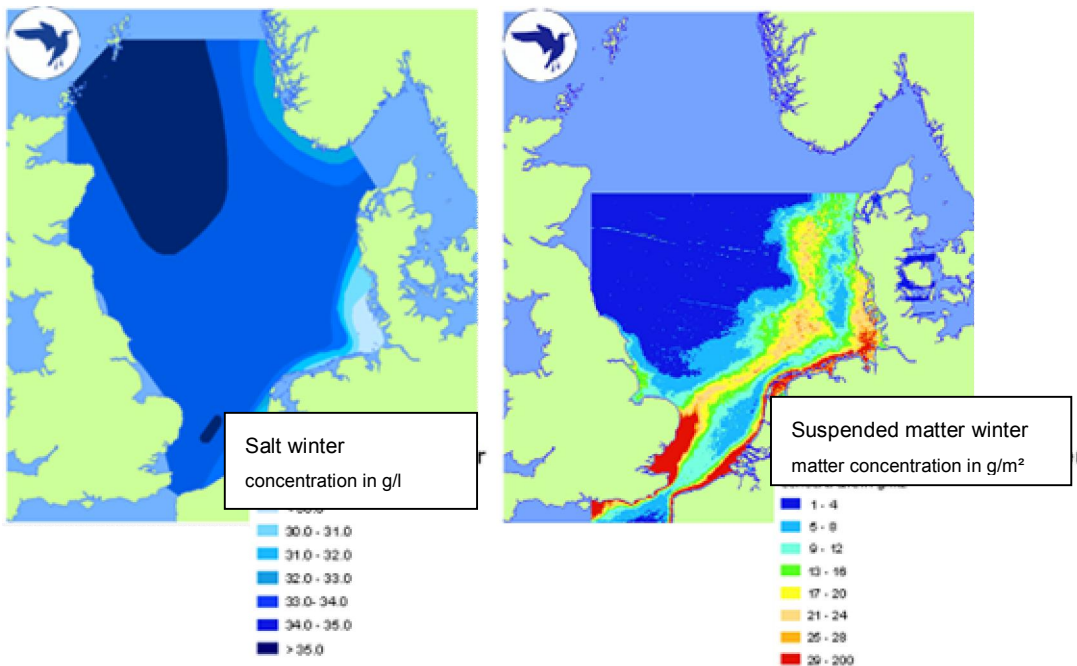 Salt winter
concentration in g/l
30.0 - 31.0
31.0 - 32.0
32.0 - 33.0
33.0- 34.0
34.0 - 35.0
> 35.0
Suspended matter winter
matter concentration in g/m²
1 - 4
5 - 8
9 - 12
13 - 16
17 - 20
21 - 24
25 - 28
29 - 200